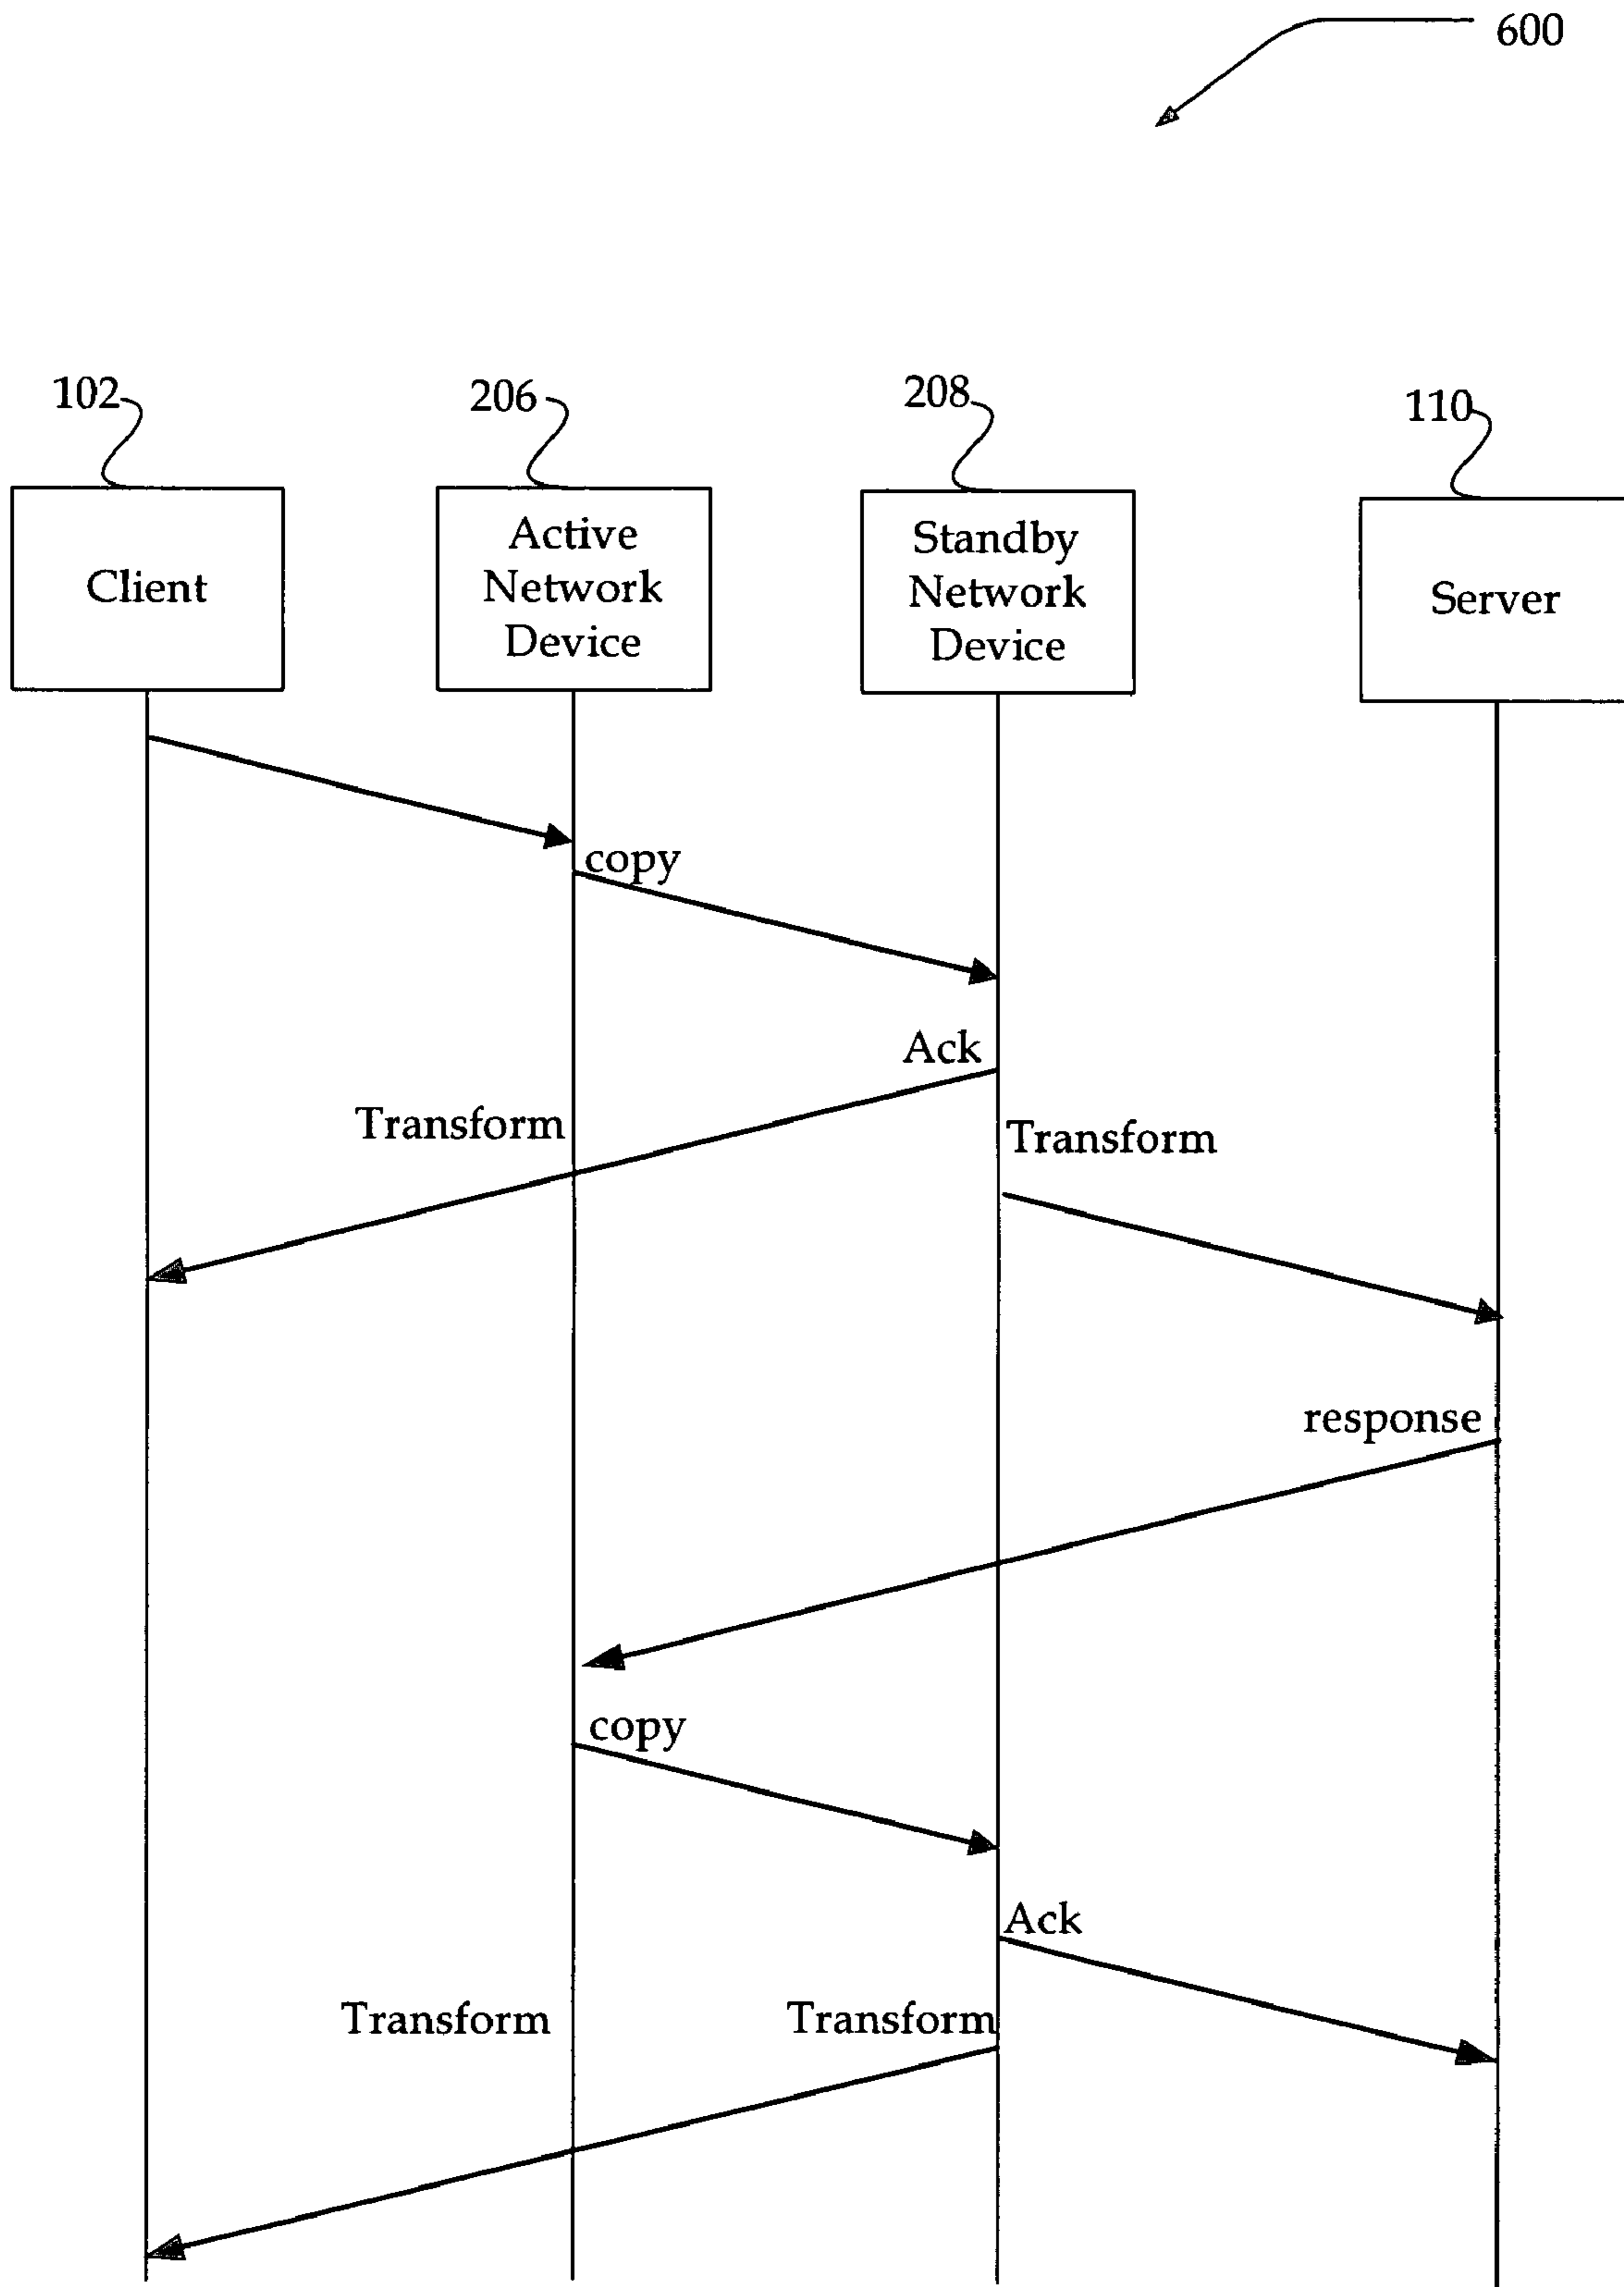 600
102
206
208
110
Client
Active
Network
Device
Standby
Network
Device
Server
copy
Ack
Transform
Transform
response
copy
Ack
Transform
Transform